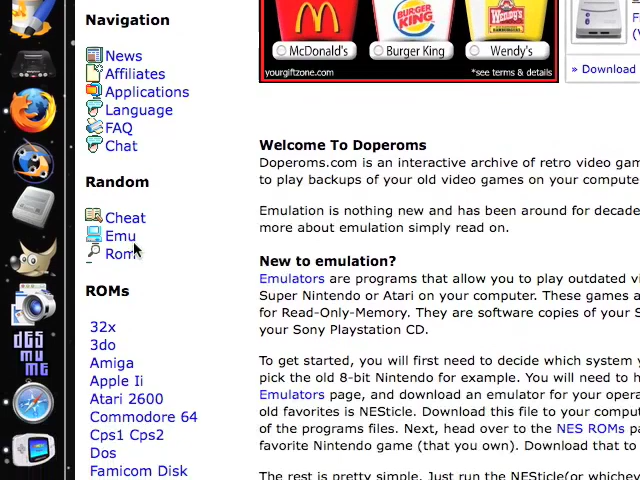 Navigation
News
Affiliates
Applications
Language
FAQ
Chat
Random
Cheat
Emu
Rom
ROMs
32x
3do
Amiga
Apple Ii
Atari 2600
Commodore 64
Cps1 Cps2
Dos
Famicom Disk
DES
MU
ME
McDonald's
BURGER
KING
Burger King
Wendy's
Wendy's
yourgiftzone.com
*see terms & details
» Download
Welcome To Doperoms
Doperoms.com is an interactive archive of retro video gam
to play backups of your old video games on your compute
Emulation is nothing new and has been around for decade
more about emulation simply read on.
New to emulation?
Emulators are programs that allow you to play outdated vi
Super Nintendo or Atari on your computer. These games a
for Read-Only-Memory. They are software copies of your S
your Sony Playstation CD.
To get started, you will first need to decide which system y
pick the old 8-bit Nintendo for example. You will need to h
Emulators page, and download an emulator for your opera
old favorites is NESticle. Download this file to your comput
of the programs files. Next, head over to the NES ROMs pa
favorite Nintendo game (that you own). Download that to
The rest is pretty simple. Just run the NESticle(or whichev